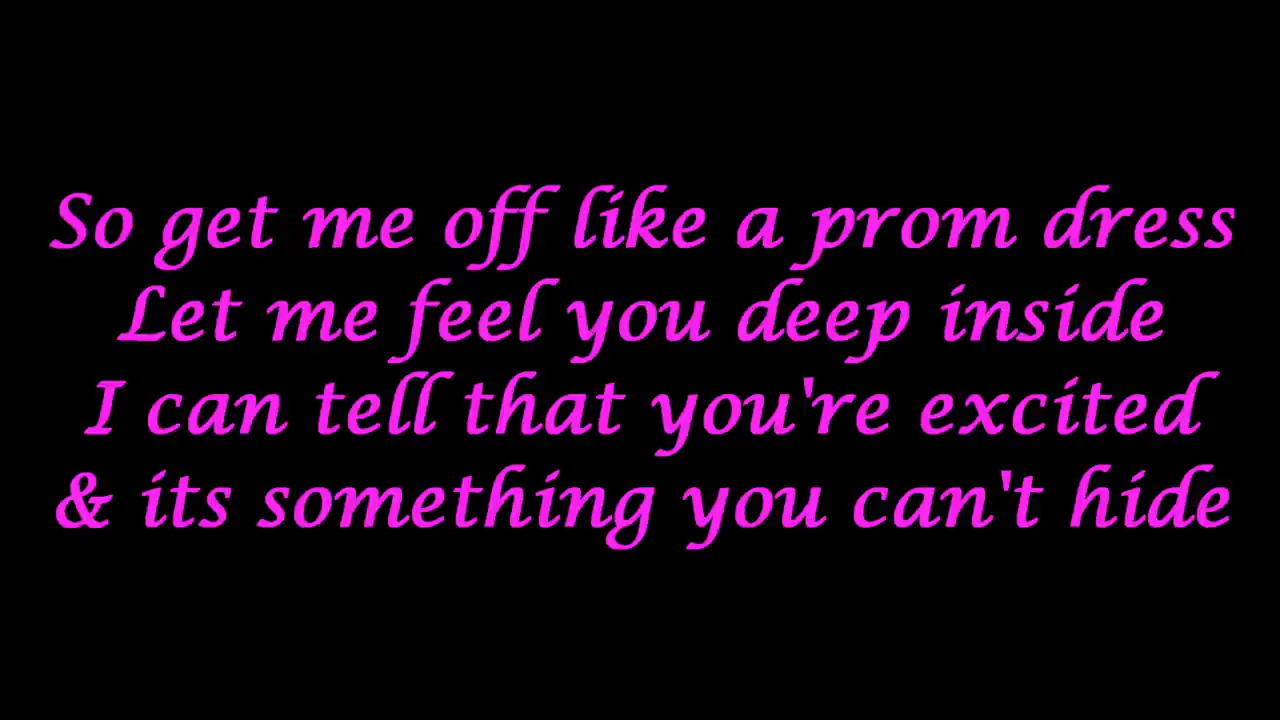 So get me off like a prom dress
Let me feel you deep inside
I can tell that you're excited
& its something you can't hide